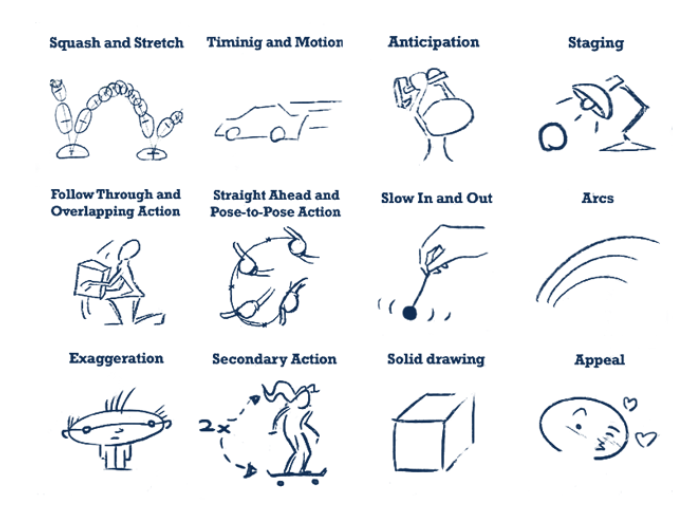 Squash and Stretch
Timinig and Motion
Anticipation
Staging
Follow Through and
Overlapping Action
Straight Ahead and
Pose-to-Pose Action
Slow In and Out
Arcs
Exaggeration
Secondary Action
Solid drawing
Appeal
2x